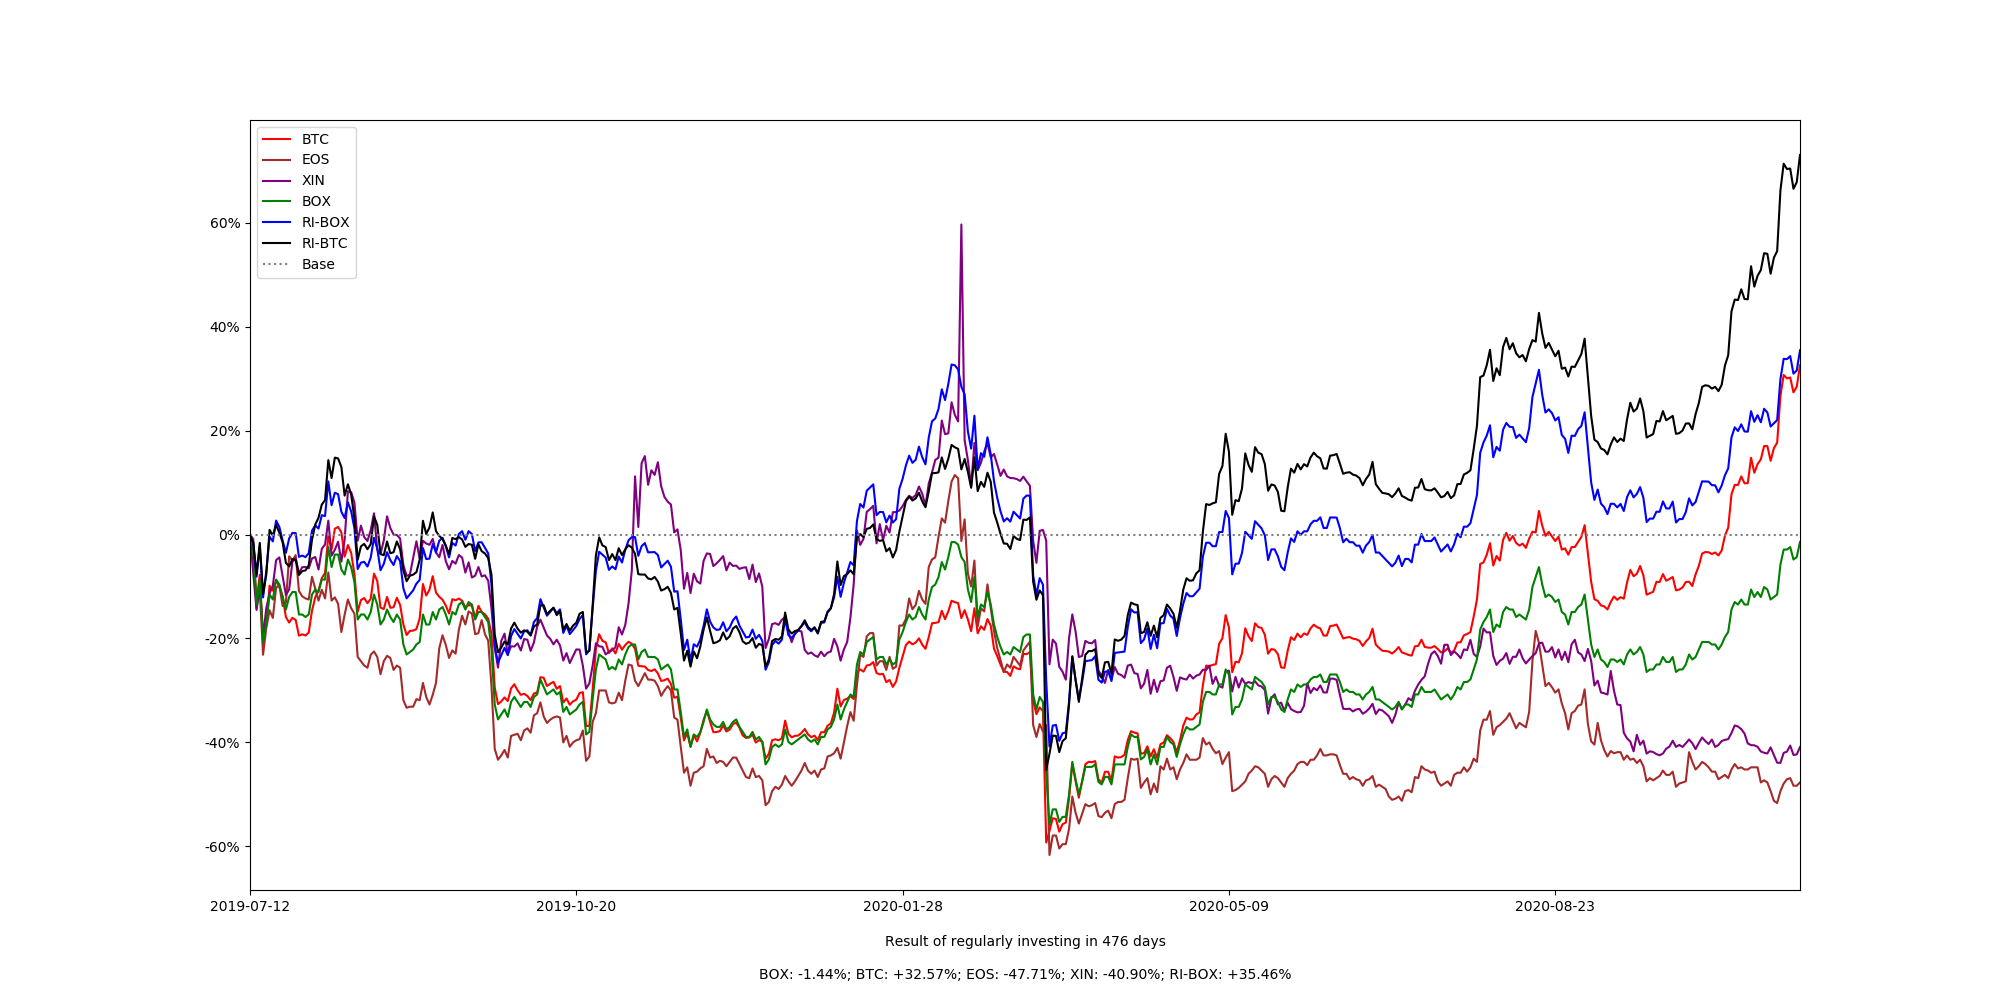 BTC
EOS
XIN
BOX
RI-BOX
RI-BTC
Base
60%
40%
20%
0%
-20%
-40%
-60%
2019-07-12
2019-10-20
2020-01-28
2020-05-09
2020-08-23
Result of regularly investing in 476 days
BOX: -1.44%; BTC: +32.57%; EOS: -47.71%; XIN: -40.90%; RI-BOX: +35.46%